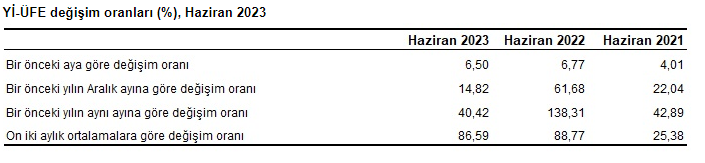 Yİ-ÜFE değişim oranları (%), Haziran 2023
Haziran 2023 Haziran 2022 Haziran 2021
Bir önceki aya göre değişim oranı 6,50 6,77 4,01
Bir önceki yılın Aralık ayına göre değişim oranı 14,82 61,68 22,04
Bir önceki yılın aynı ayına göre değişim oranı 40,42 138,31 42,89
On iki aylık ortalamalara göre değişim oranı 86,59 88,77 25,38